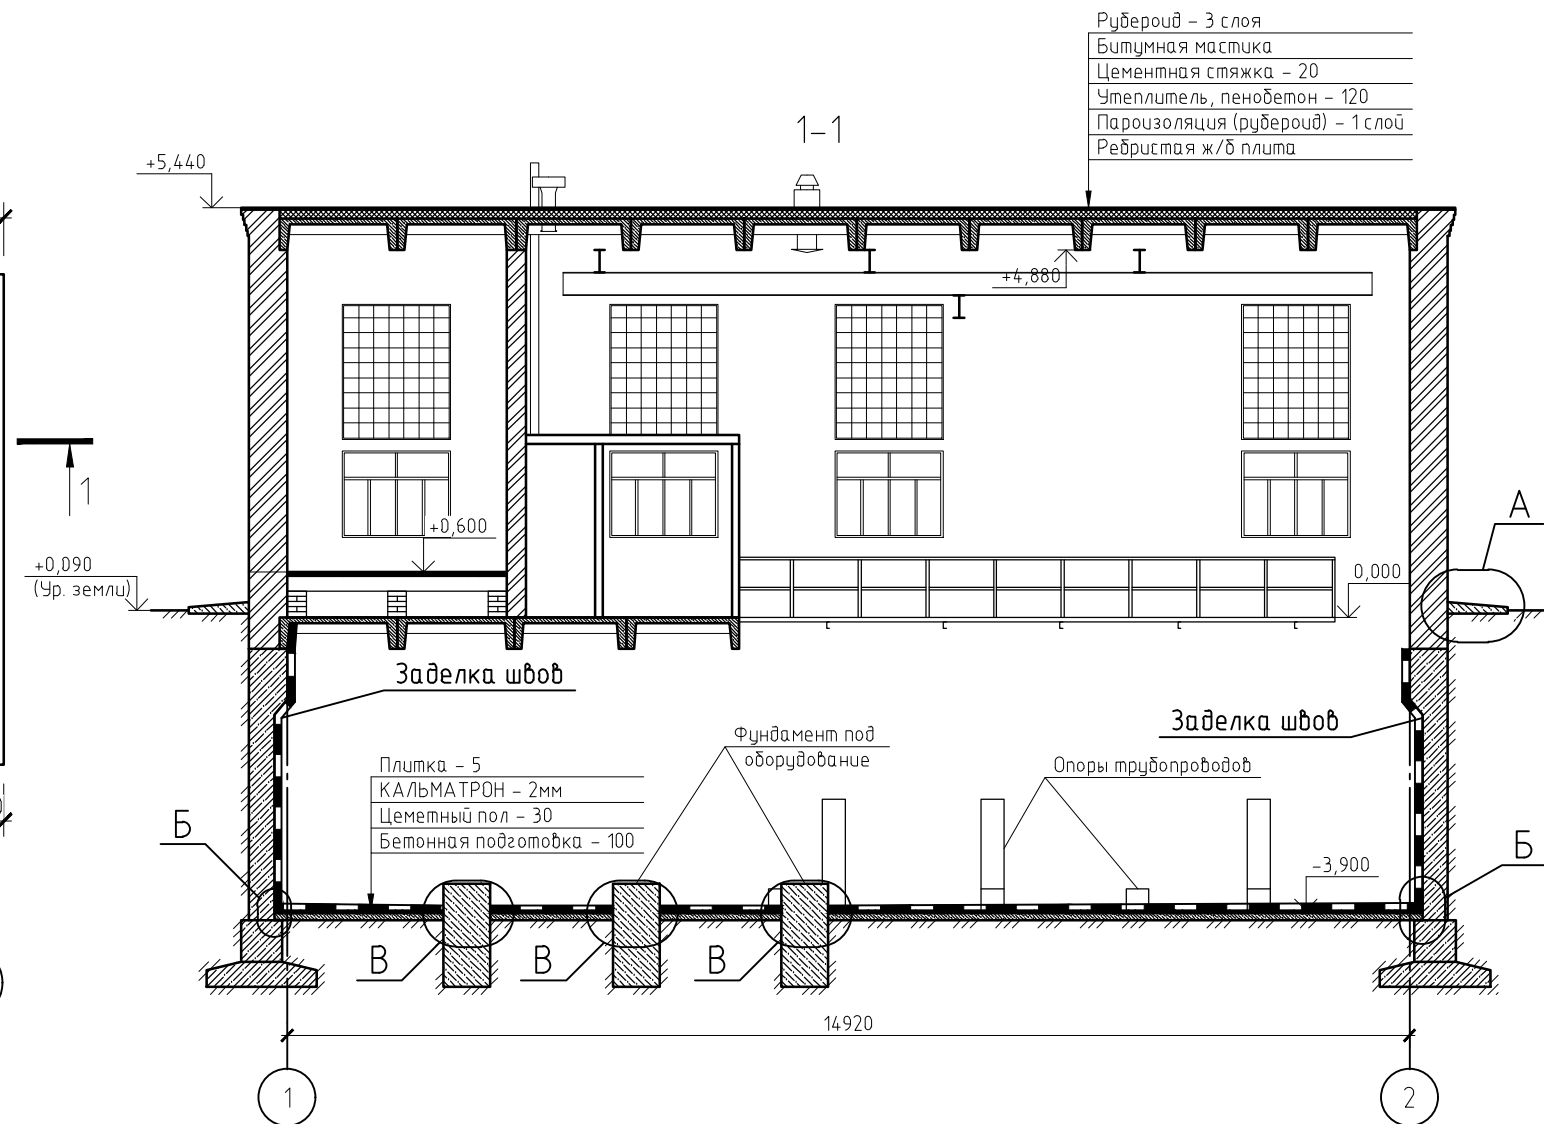 Рубероид - 3 слоя
Битумная мастика
Цементная стяжка - 20
Утеплитель, пенобетон - 120
Пароизоляция (рубероид) - 1 слой
Ребристая ж/б плита
1-1
+5,440
+4,880
1
А
+0,600
+0,090
(Ур. земли)
0,000
Заделка швов
Заделка швов
Фундамент под
оборудование
Опоры трубопроводов
Плитка - 5
КАЛЬМАТРОН - 2мм
Цеметный пол - 30
Бетонная подготовка - 100
Б
Б
-3,900
В
В
В
14920
1
2